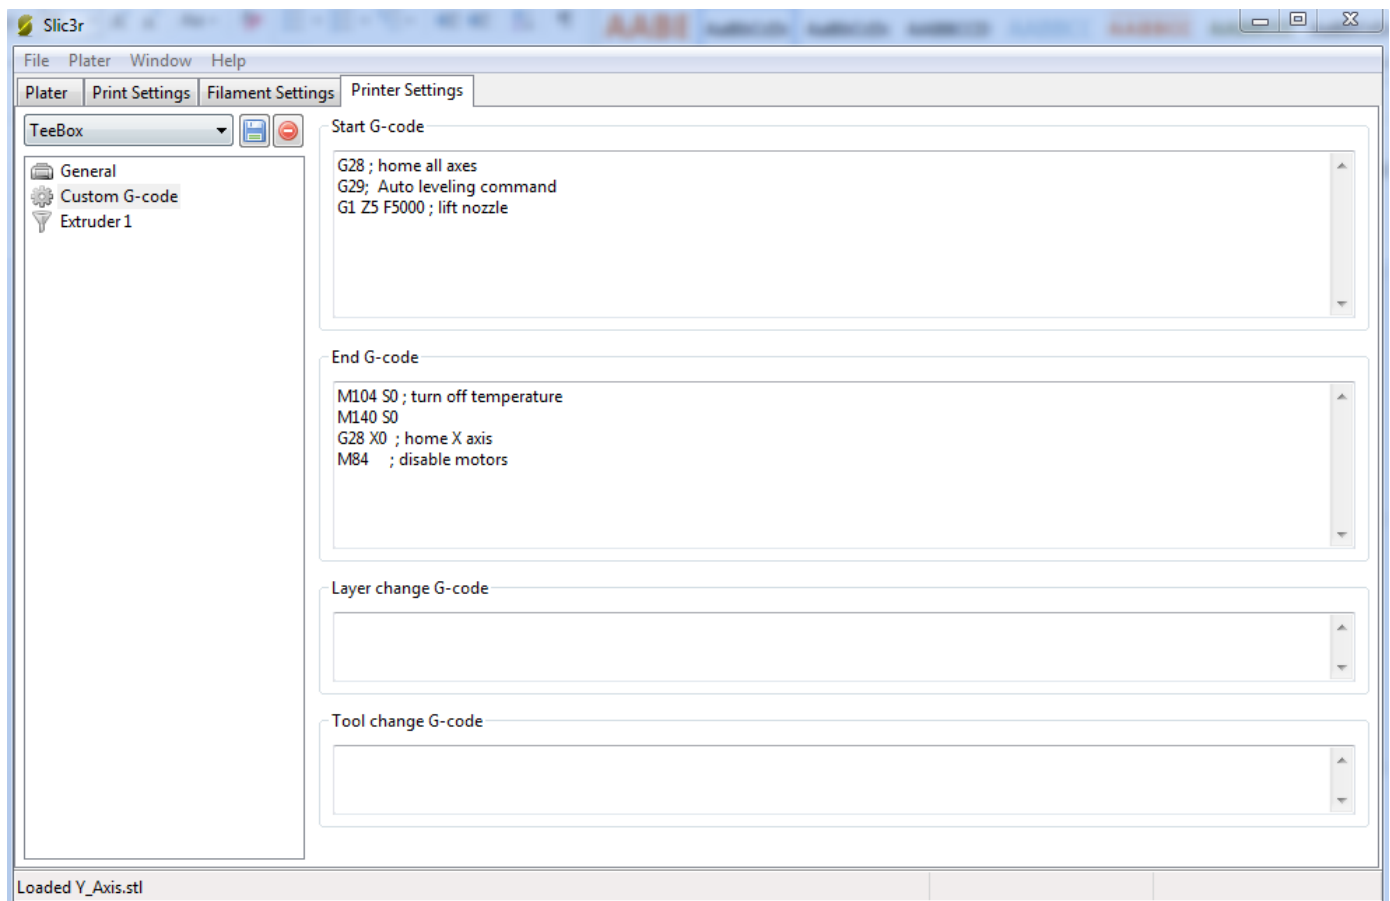 Slic3r
File Plater Window Help
Plater Print Settings Filament Settings Printer Settings
TeeBox
General
Custom G-code
Extruder 1
Start G-code
G28 ; home all axes
G29;  Auto leveling command
G1 Z5 F5000 ; lift nozzle
End G-code
M104 S0 ; turn off temperature
M140 S0
G28 X0  ; home X axis
M84    ; disable motors
Layer change G-code
Tool change G-code
Loaded Y_Axis.stl